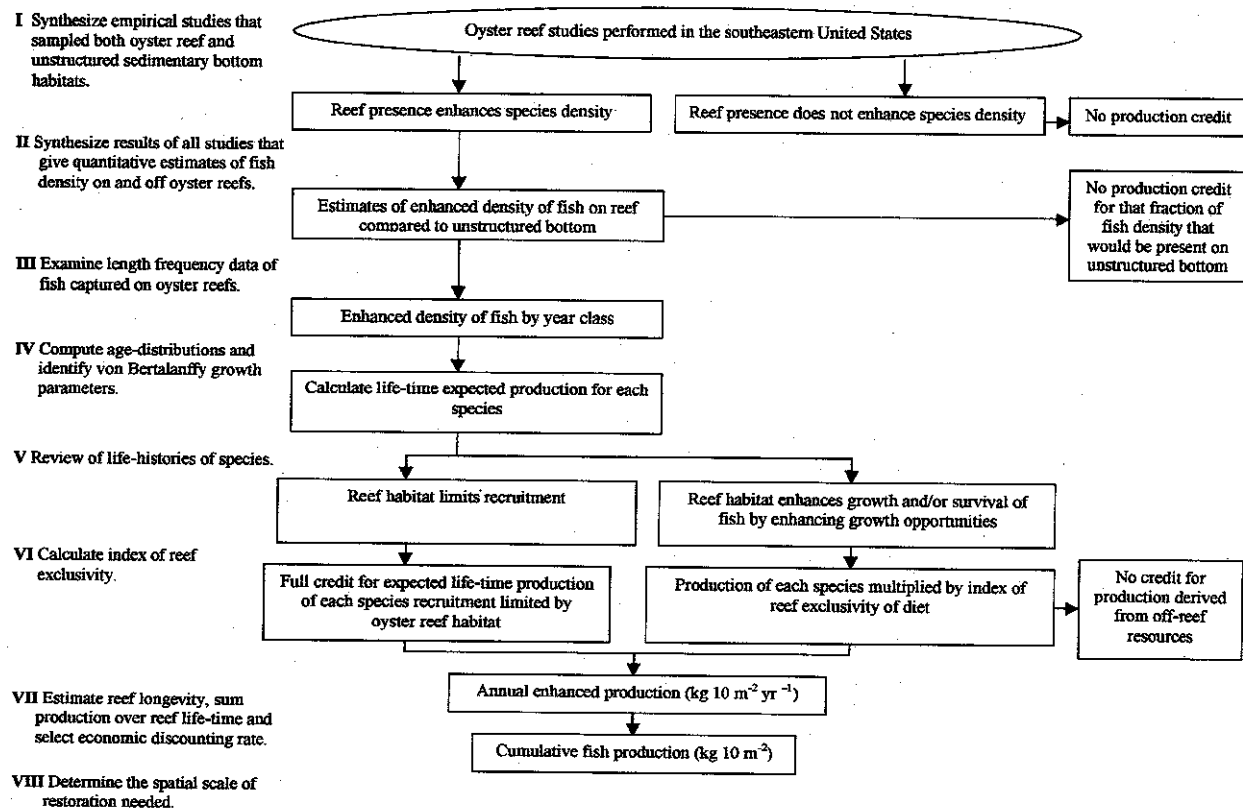 I Synthesize empirical studies that
sampled both oyster reef and
unstructured sedimentary bottom
habitats.
Oyster reef studies performed in the southeastern United States
Reef presence enhances species density
Reef presence does not enhance species density
No production credit
II Synthesize results of all studies that
give quantitative estimates of fish
density on and off oyster reefs.
Estimates of enhanced density of fish on reef
compared to unstructured bottom
No production credit
for that fraction of
fish density that
would be present on
unstructured bottom
III Examine length frequency data of
fish captured on oyster reefs.
Enhanced density of fish by year class
IV Compute age-distributions and
identify von Bertalanffy growth
parameters.
Calculate life-time expected production for each
species
V Review of life-histories of species.
Reef habitat limits recruitment
Reef habitat enhances growth and/or survival of
fish by enhancing growth opportunities
VI Calculate index of reef
exclusivity.
Full credit for expected life-time production
of each species recruitment limited by
oyster reef habitat
Production of each species multiplied by index of
reef exclusivity of diet
No credit for
production derived
from off-reef
resources
VII Estimate reef longevity, sum
production over reef life-time and
select economic discounting rate.
Annual enhanced production (kg 10 m⁻² yr ⁻¹)
Cumulative fish production (kg 10 m⁻²)
VIII Determine the spatial scale of
restoration needed.